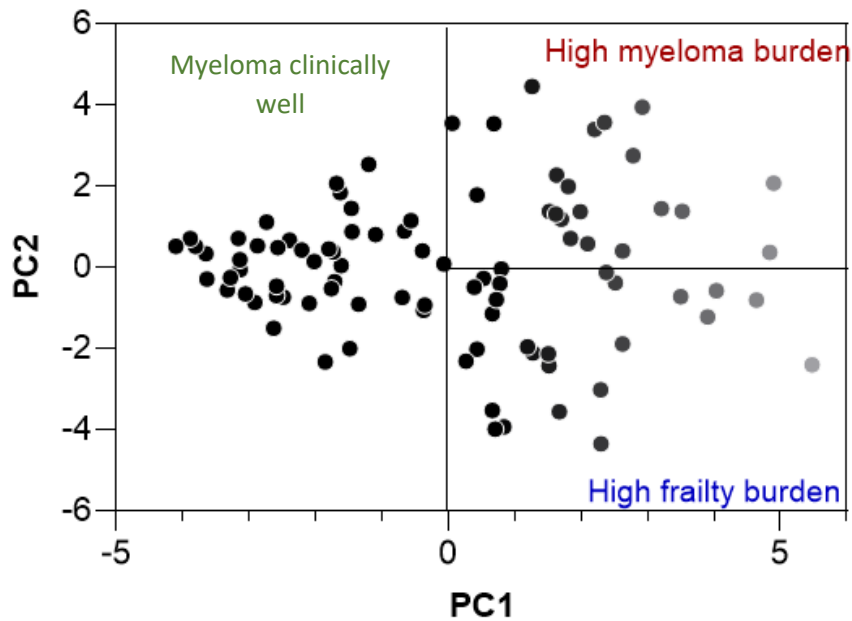 6
Myeloma clinically
well
High myeloma burden
4
2
0
-2
-4
-6
High frailty burden
-5
0
5
PC2
PC1